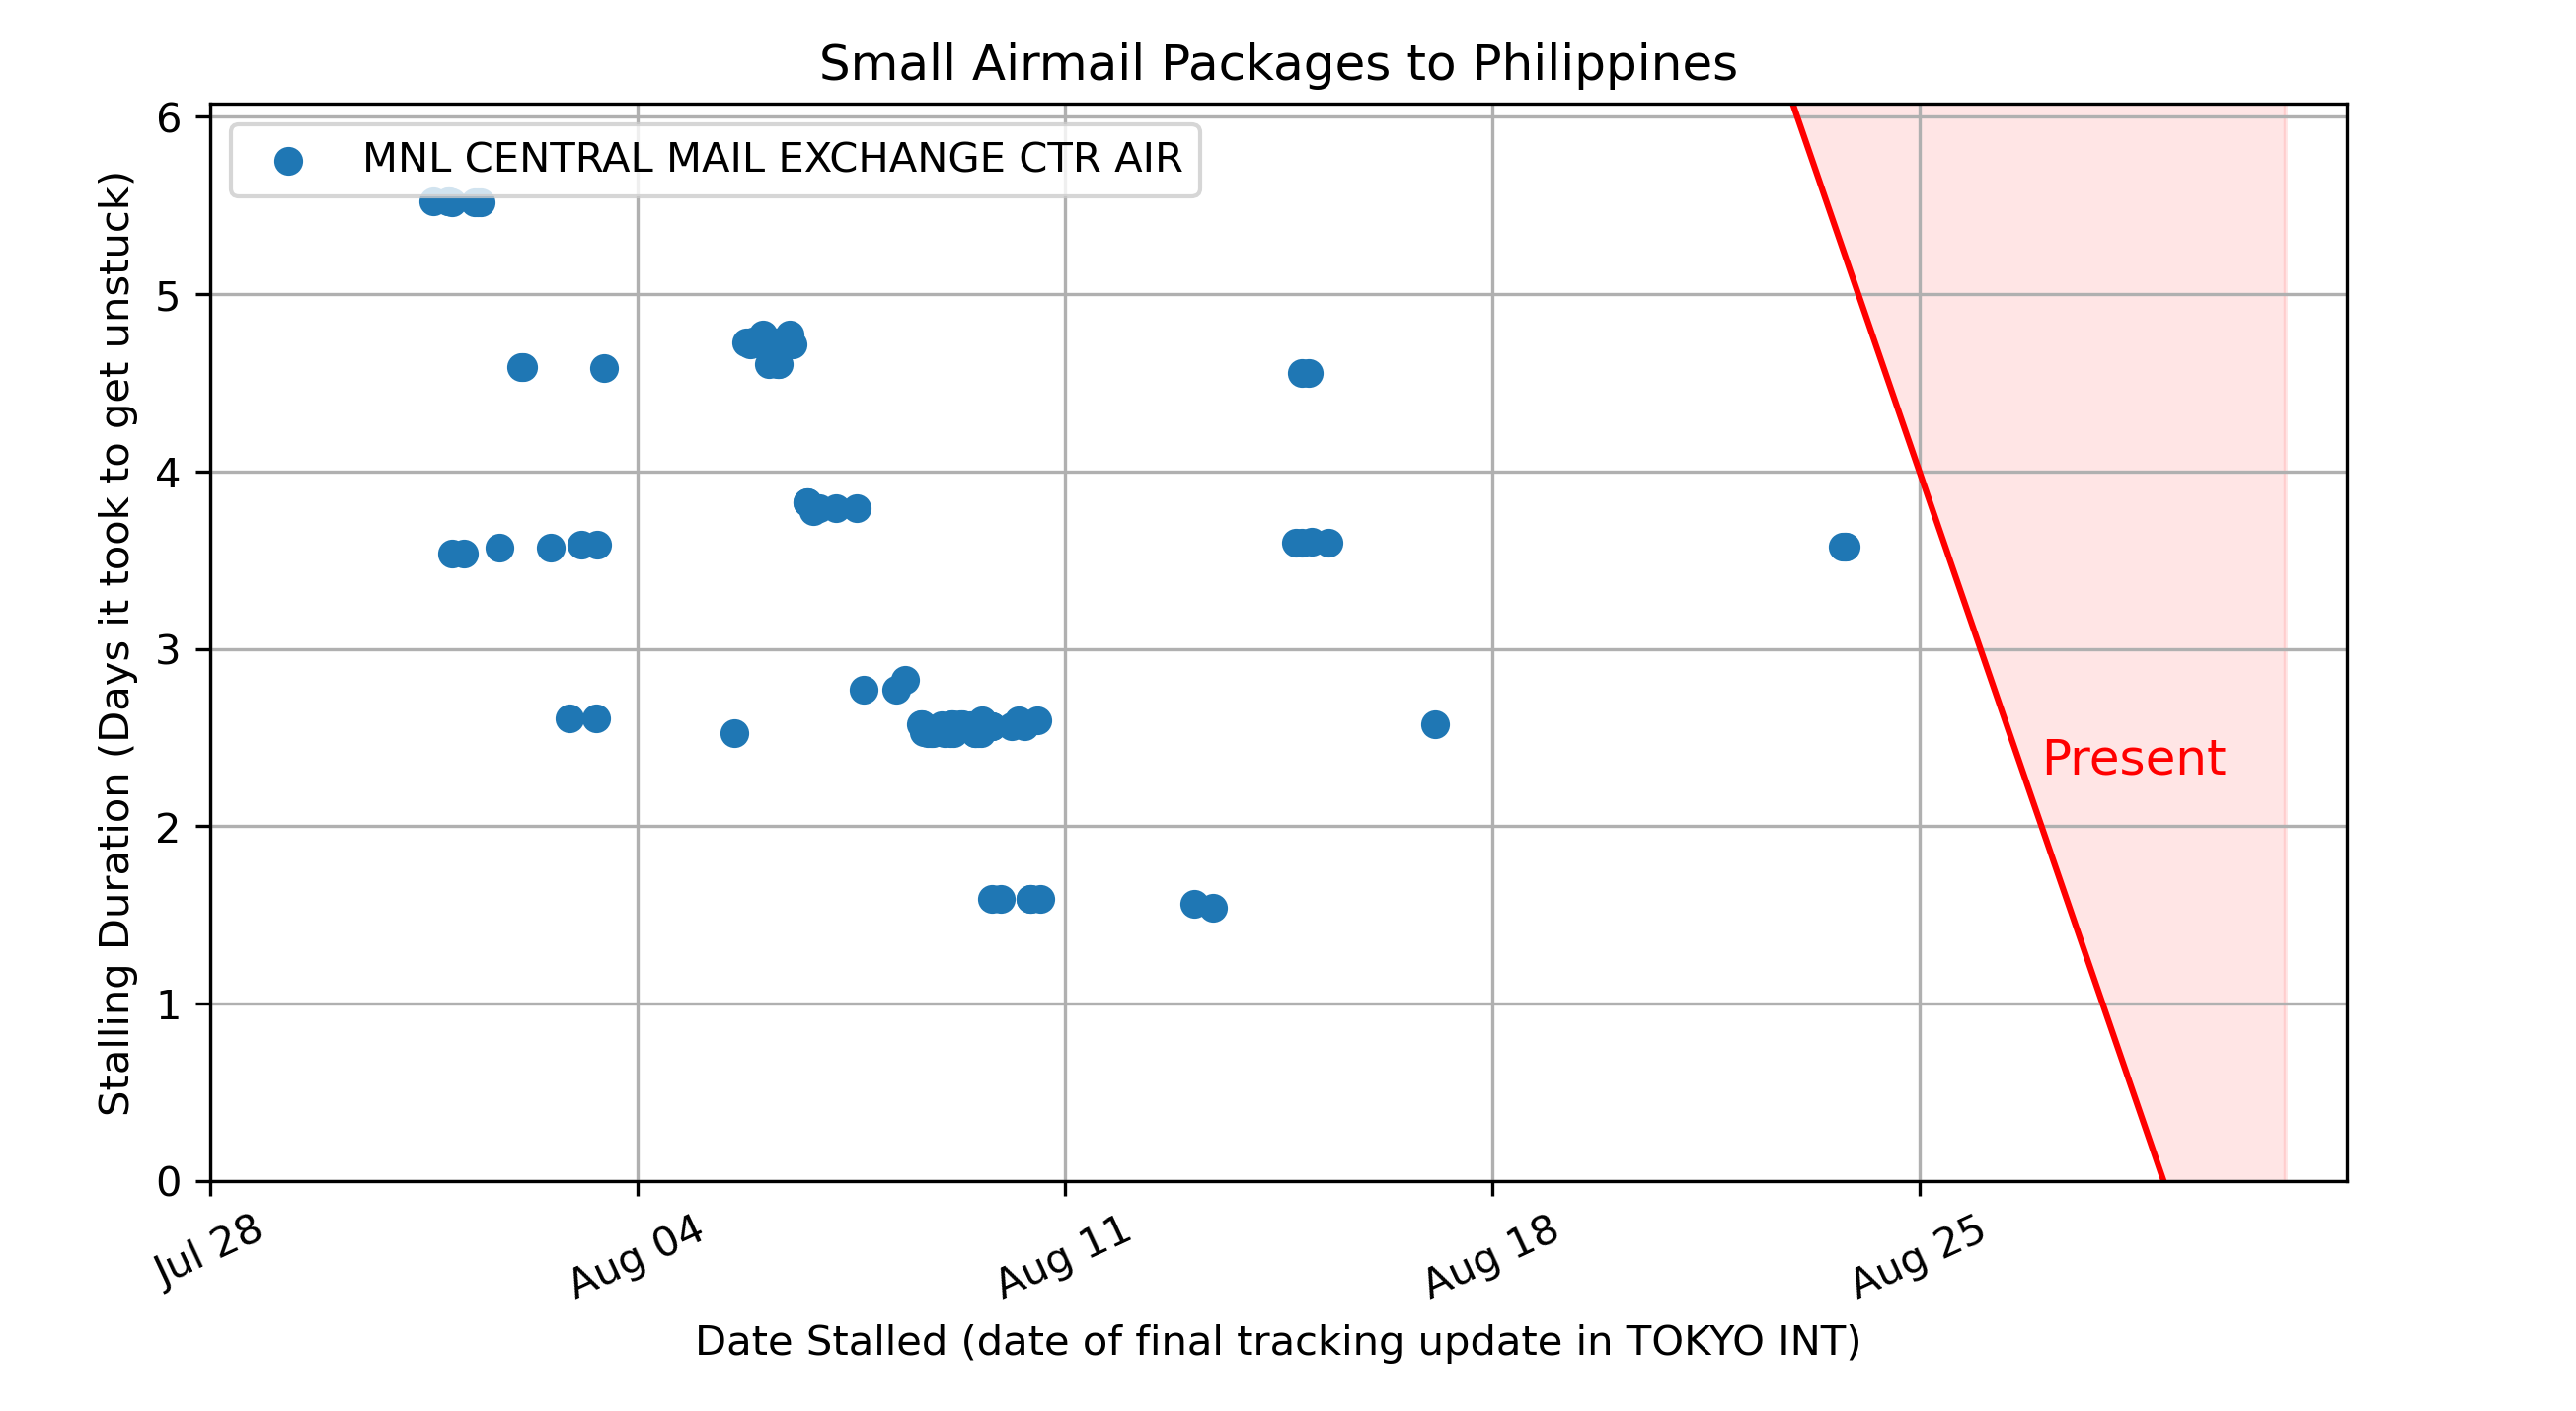 Small Airmail Packages to Philippines
MNL CENTRAL MAIL EXCHANGE CTR AIR
Stalling Duration (Days it took to get unstuck)
6
5
4
3
2
1
0
Present
Jul 28
Aug 04
Aug 11
Aug 18
Aug 25
Date Stalled (date of final tracking update in TOKYO INT)